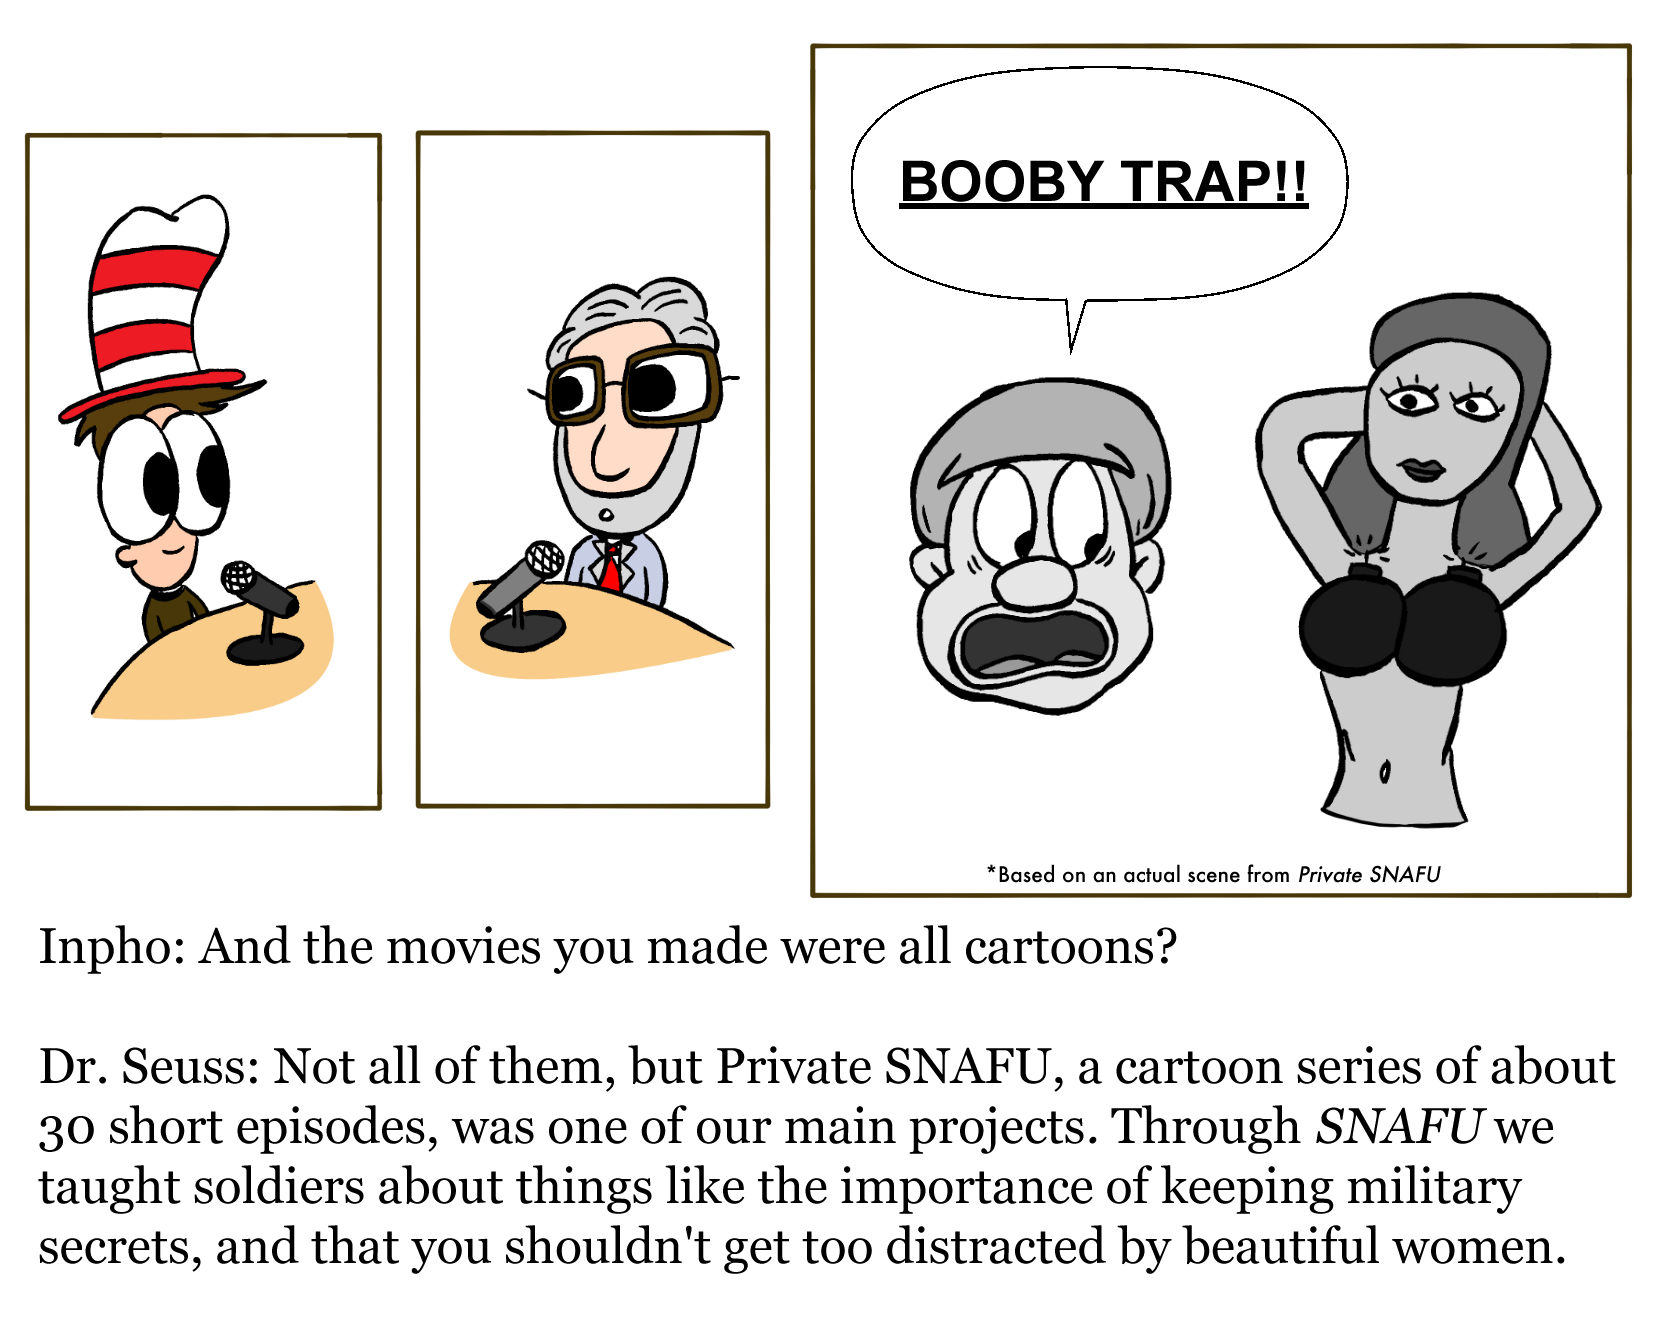 BOOBY TRAP!!
*Based on an actual scene from Private SNAFU
Inpho: And the movies you made were all cartoons?
Dr. Seuss: Not all of them, but Private SNAFU, a cartoon series of about
30 short episodes, was one of our main projects. Through SNAFU we
taught soldiers about things like the importance of keeping military
secrets, and that you shouldn't get too distracted by beautiful women.